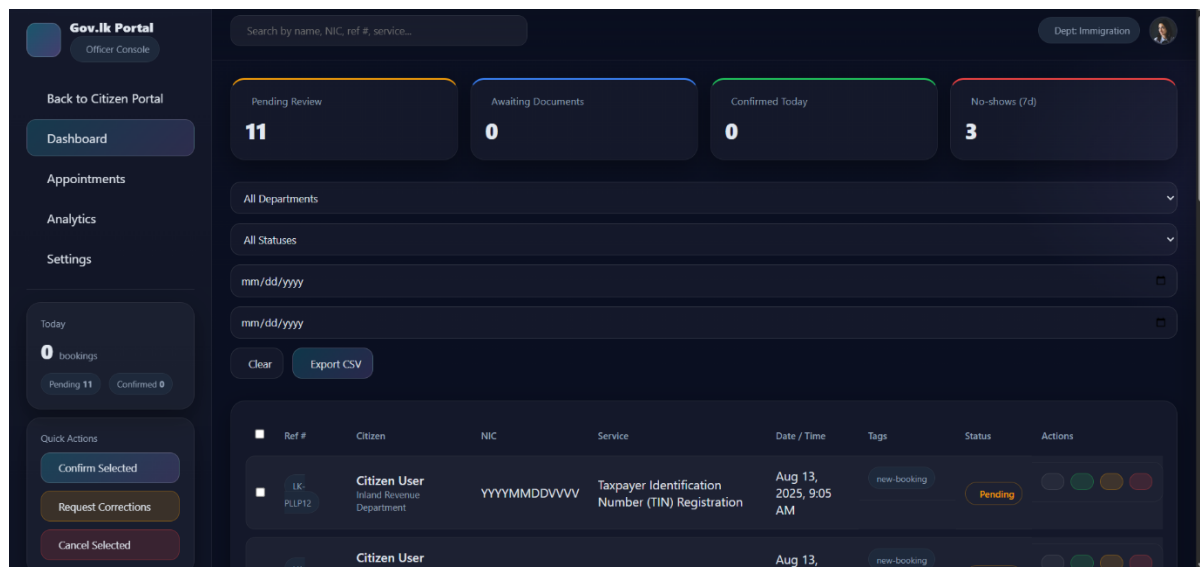 Gov.lk Portal
Officer Console
Back to Citizen Portal
Dashboard
Appointments
Analytics
Settings
Today
0 bookings
Pending 11 Confirmed 0
Quick Actions
Confirm Selected
Request Corrections
Cancel Selected
Search by name, NIC, ref #, service...
Dept: Immigration
Pending Review
11
Awaiting Documents
0
Confirmed Today
0
No-shows (7d)
3
All Departments
All Statuses
mm/dd/yyyy
mm/dd/yyyy
Clear Export CSV
Ref # Citizen NIC Service Date / Time Tags Status Actions
LK-
PLLP12
Citizen User
Inland Revenue
Department
YYYYMMDDVVVV
Taxpayer Identification
Number (TIN) Registration
Aug 13,
2025, 9:05
AM
new-booking
Pending
Citizen User
Aug 13,
new-booking